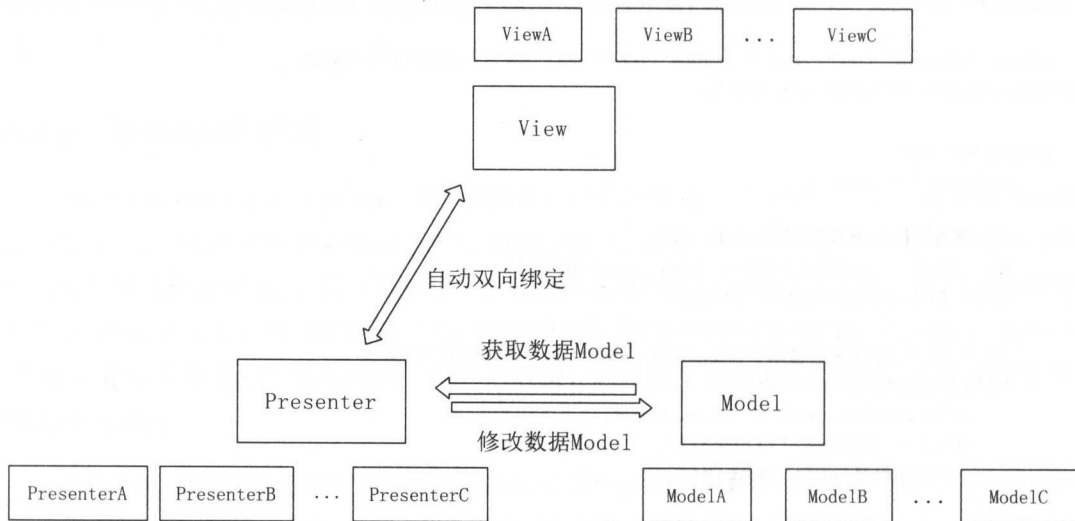 ViewA ViewB ... ViewC
View
自动双向绑定
获取数据Model
Presenter
Model
修改数据Model
PresenterA PresenterB ... PresenterC
ModelA ModelB ... ModelC